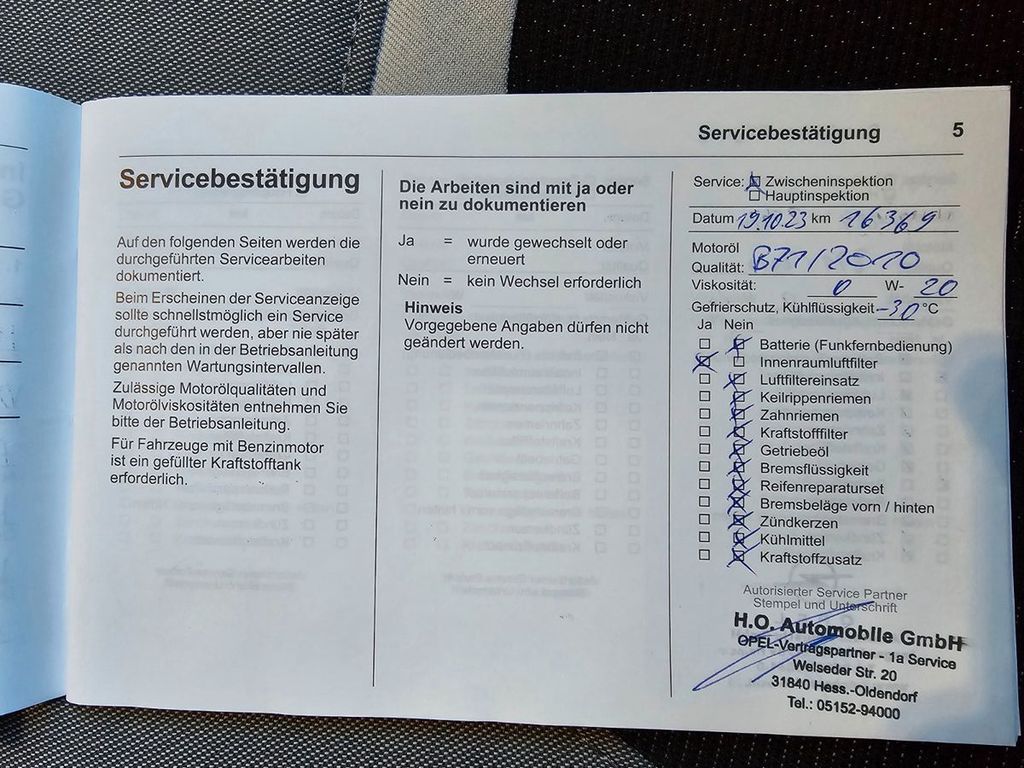 Servicebestätigung 5
Servicebestätigung
Auf den folgenden Seiten werden die
durchgeführten Servicearbeiten
dokumentiert.
Beim Erscheinen der Serviceanzeige
sollte schnellstmöglich ein Service
durchgeführt werden, aber nie später
als nach den in der Betriebsanleitung
genannten Wartungsintervallen.
Zulässige Motorölqualitäten und
Motorölviskositäten entnehmen Sie
bitte der Betriebsanleitung.
Für Fahrzeuge mit Benzinmotor
ist ein gefüllter Kraftstofftank
erforderlich.
Die Arbeiten sind mit ja oder
nein zu dokumentieren
Ja = wurde gewechselt oder
erneuert
Nein = kein Wechsel erforderlich
Hinweis
Vorgegebene Angaben dürfen nicht
geändert werden.
Service: Zwischeninspektion
Hauptinspektion
Datum 19.10.23 km 16369
Motoröl
Qualität: B71/2010
Viskosität: 0 W- 20
Gefrierschutz, Kühlflüssigkeit -30 °C
Ja Nein
Batterie (Funkfernbedienung)
Innenraumluftfilter
Luftfiltereinsatz
Keilrippenriemen
Zahnriemen
Kraftstofffilter
Getriebeöl
Bremsflüssigkeit
Reifenreparaturset
Bremsbeläge vorn / hinten
Zündkerzen
Kühlmittel
Kraftstoffzusatz
Autorisierter Service Partner
Stempel und Unterschrift
H.O. Automobile GmbH
OPEL-Vertragspartner - 1a Service
Welseder Str. 20
31840 Hess.-Oldendorf
Tel.: 05152-94000